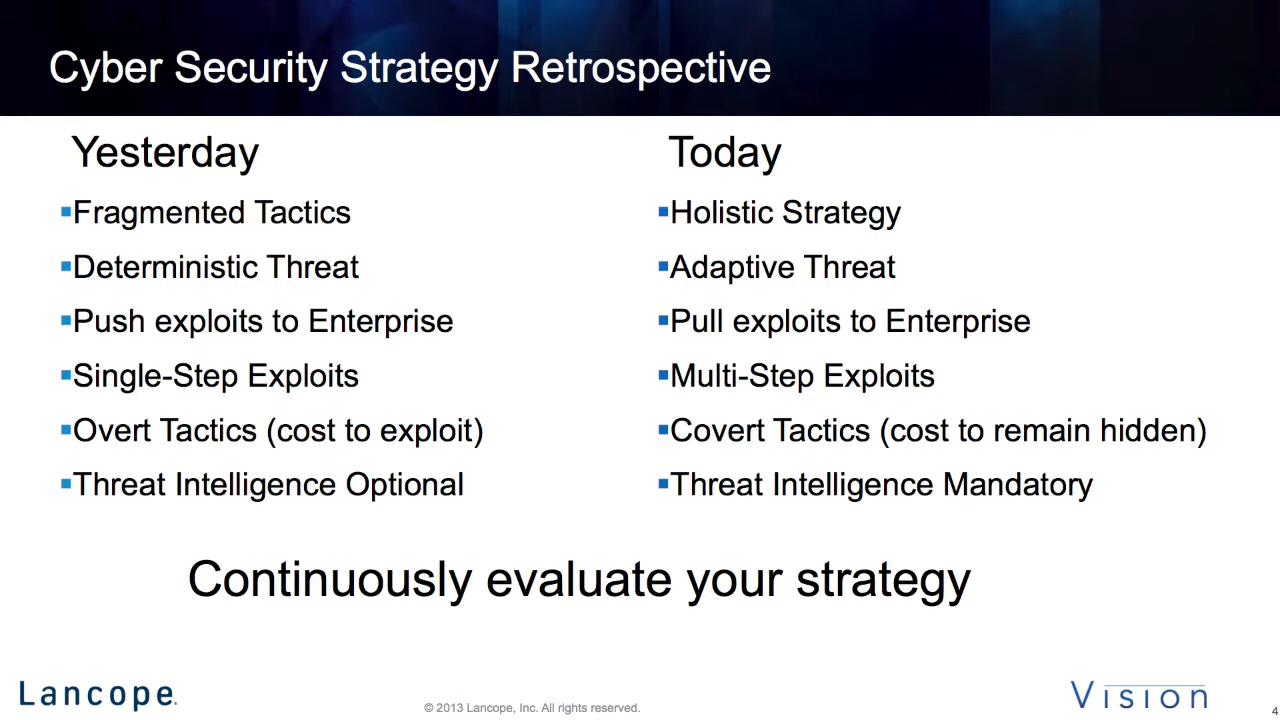 Cyber Security Strategy Retrospective
Yesterday
▪Fragmented Tactics
▪Deterministic Threat
▪Push exploits to Enterprise
▪Single-Step Exploits
▪Overt Tactics (cost to exploit)
▪Threat Intelligence Optional
Today
▪Holistic Strategy
▪Adaptive Threat
▪Pull exploits to Enterprise
▪Multi-Step Exploits
▪Covert Tactics (cost to remain hidden)
▪Threat Intelligence Mandatory
Continuously evaluate your strategy
Lancope®
© 2013 Lancope, Inc. All rights reserved.
Vision
4